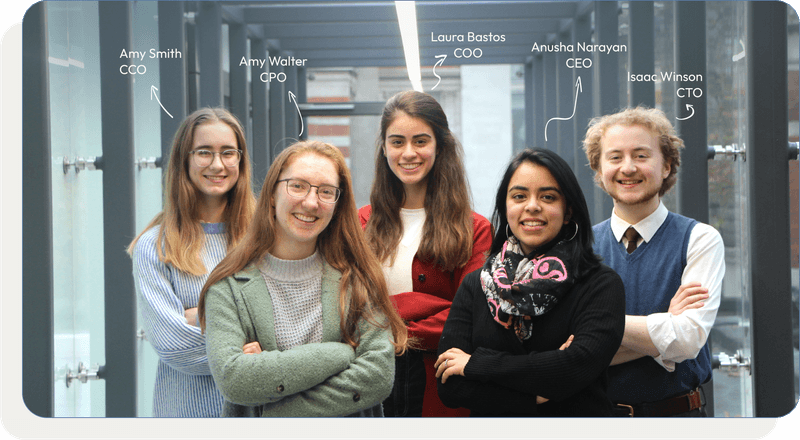 Amy Smith
CCO
Amy Walter
CPO
Laura Bastos
COO
Anusha Narayan
CEO
Isaac Winson
CTO